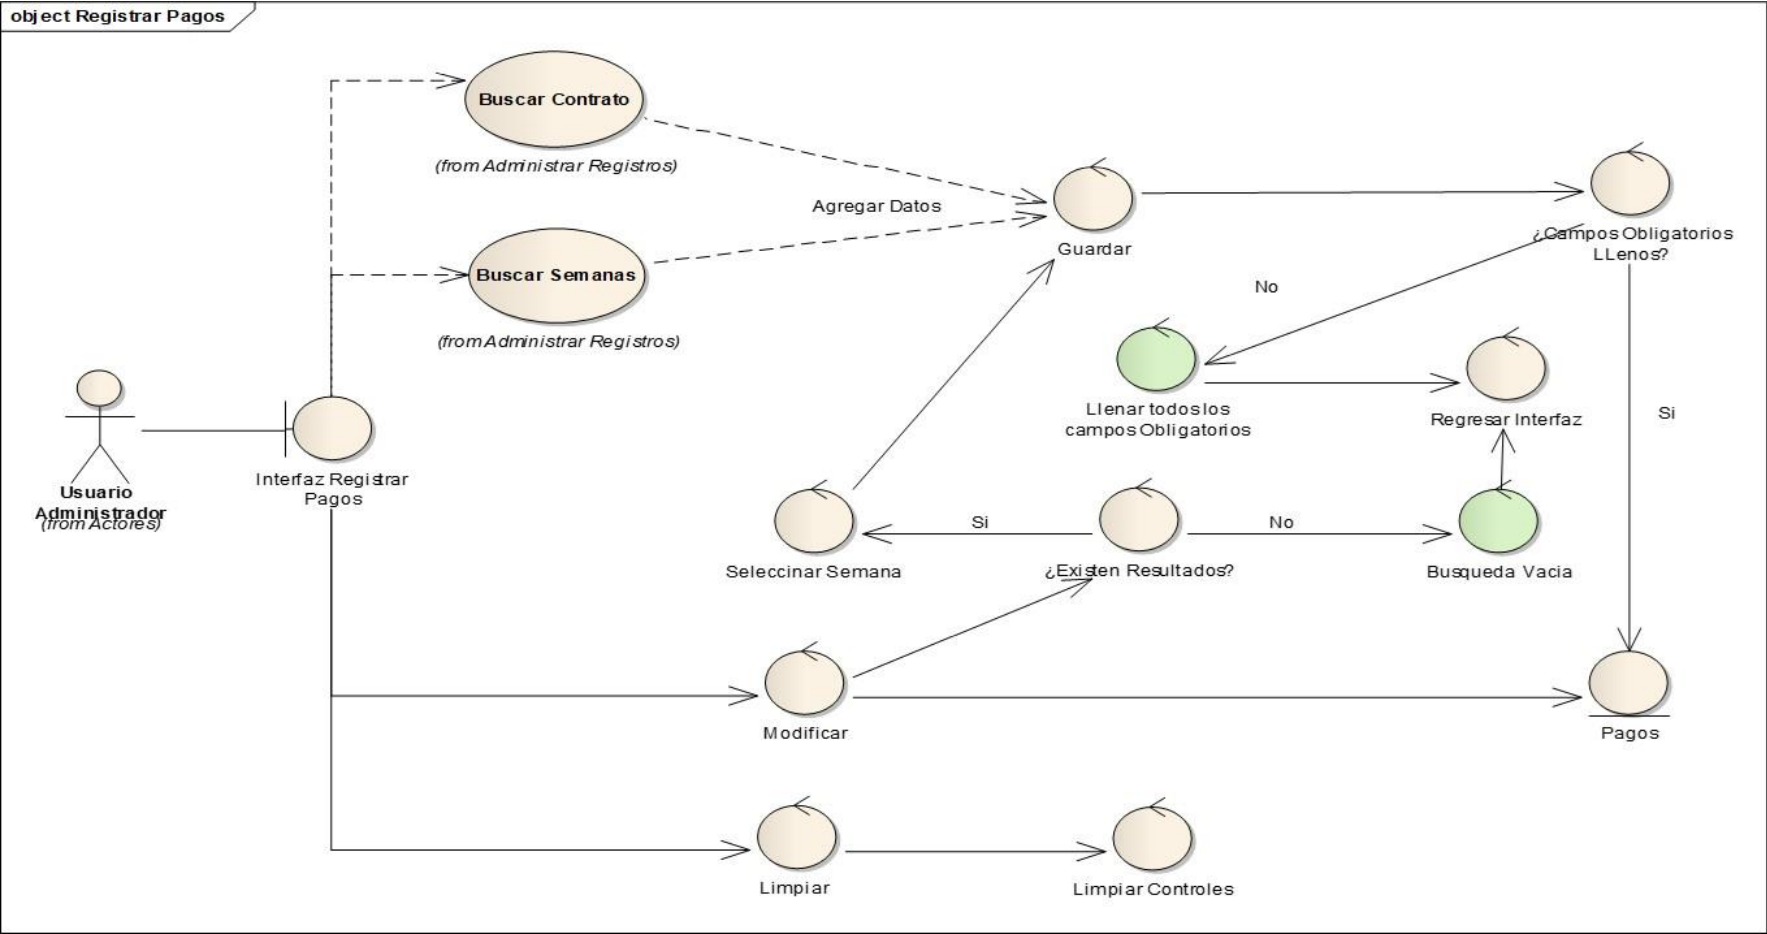 object Registrar Pagos
Buscar Contrato
(from Administrar Registros)
Agregar Datos
Buscar Semanas
(from Administrar Registros)
Guardar
¿Campos Obligatorios
LLenos?
No
Llenar todos los
campos Obligatorios
Regresar Interfaz
Si
Usuario
Administrador
(from Actores)
Interfaz Registrar
Pagos
Seleccinar Semana
Si
¿Existen Resultados?
No
Busqueda Vacia
Modificar
Pagos
Limpiar
Limpiar Controles